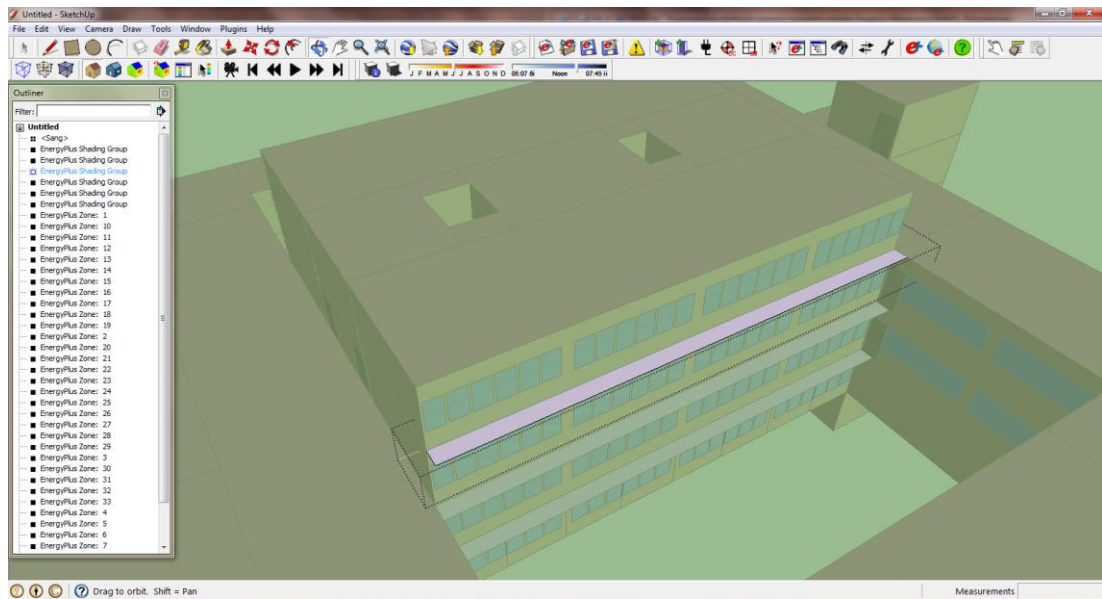 Untitled - SketchUp
File Edit View Camera Draw Tools Window Plugins Help
J F M A M J J A S O N D 06:07 Noon 07:45
Outliner
Filter:
Untitled
<Sang>
EnergyPlus Shading Group
EnergyPlus Shading Group
EnergyPlus Shading Group
EnergyPlus Shading Group
EnergyPlus Shading Group
EnergyPlus Shading Group
EnergyPlus Zone: 1
EnergyPlus Zone: 10
EnergyPlus Zone: 11
EnergyPlus Zone: 12
EnergyPlus Zone: 13
EnergyPlus Zone: 14
EnergyPlus Zone: 15
EnergyPlus Zone: 16
EnergyPlus Zone: 17
EnergyPlus Zone: 18
EnergyPlus Zone: 19
EnergyPlus Zone: 2
EnergyPlus Zone: 20
EnergyPlus Zone: 21
EnergyPlus Zone: 22
EnergyPlus Zone: 23
EnergyPlus Zone: 24
EnergyPlus Zone: 25
EnergyPlus Zone: 26
EnergyPlus Zone: 27
EnergyPlus Zone: 28
EnergyPlus Zone: 29
EnergyPlus Zone: 3
EnergyPlus Zone: 30
EnergyPlus Zone: 31
EnergyPlus Zone: 32
EnergyPlus Zone: 33
EnergyPlus Zone: 4
EnergyPlus Zone: 5
EnergyPlus Zone: 6
EnergyPlus Zone: 7
Drag to orbit. Shift = Pan
Measurements